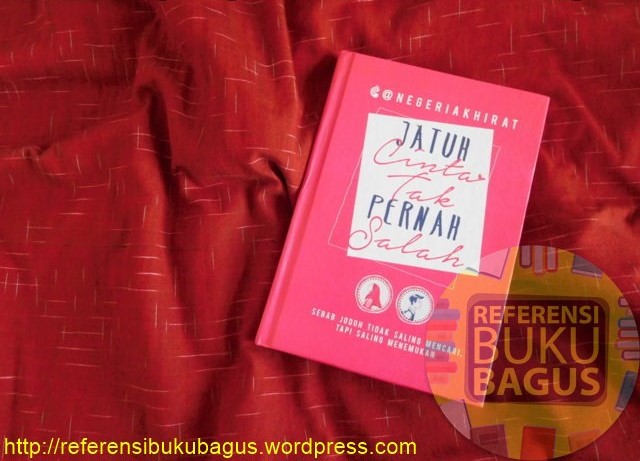 @NEGERIAKHIRAT
JATUH
Cinta
Tak
PERNAH
Salah
SEBAB JODOH TIDAK SALING MENCARI,
TAPI SALING MENEMUKAN
REFERENSI
BUKU
BAGUS
http://referensibukubagus.wordpress.com